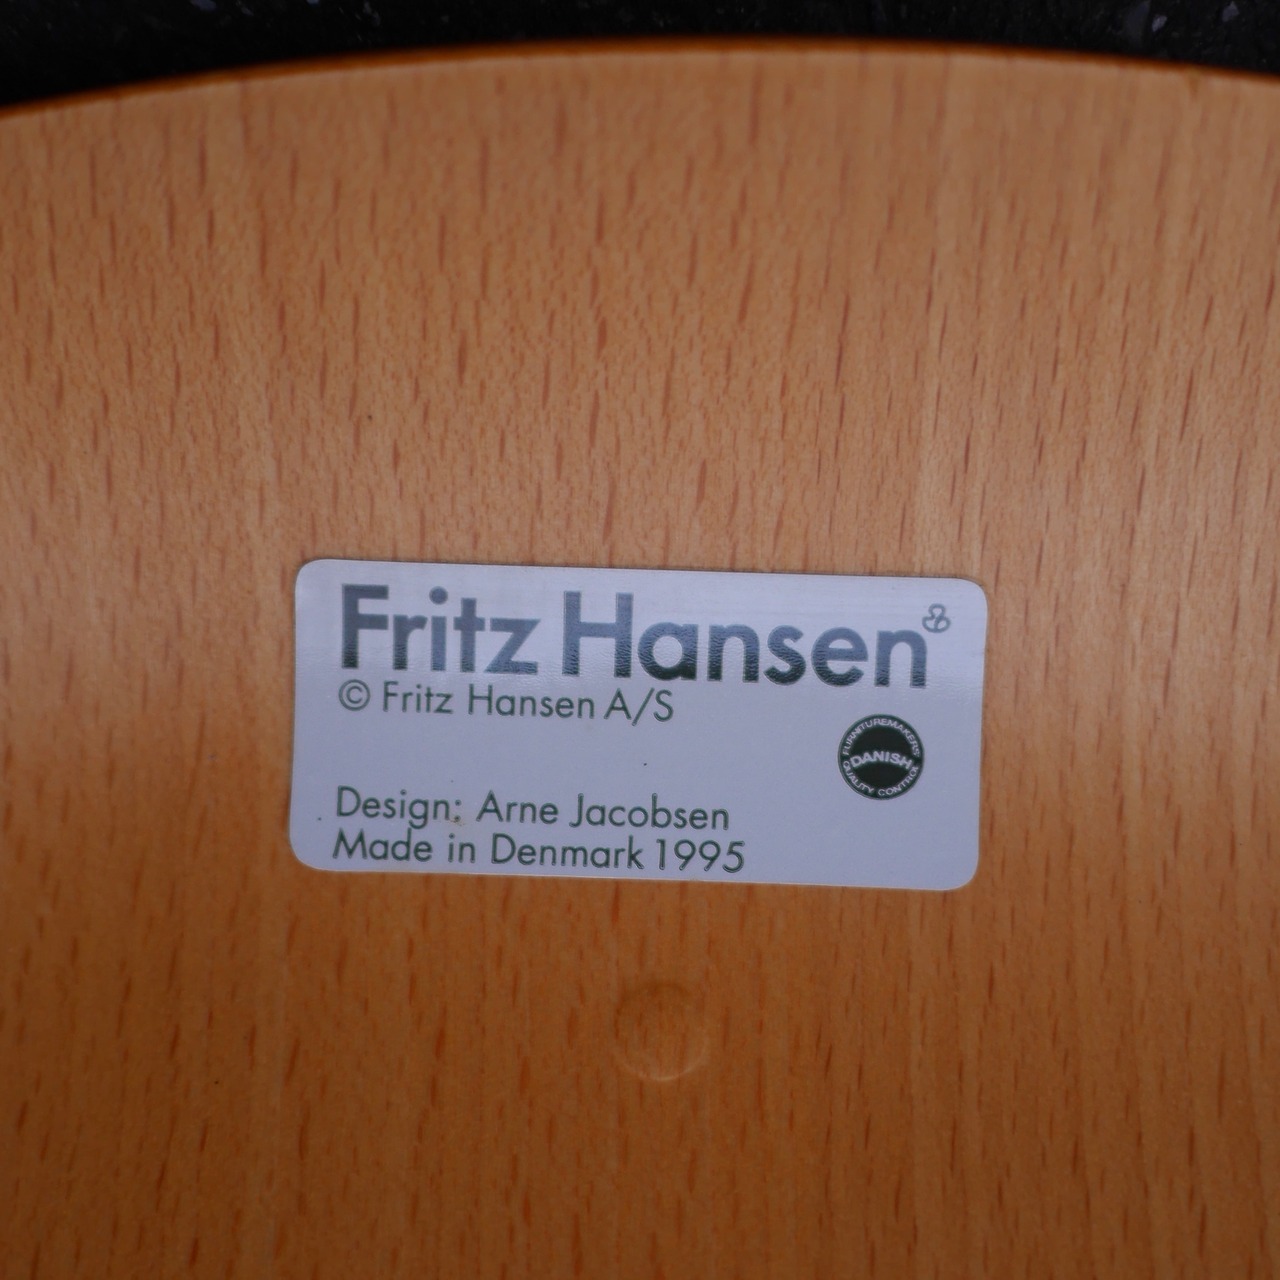 Fritz Hansen
© Fritz Hansen A/S
FURNITUREMAKERS'
DANISH
QUALITY CONTROL
Design: Arne Jacobsen
Made in Denmark 1995